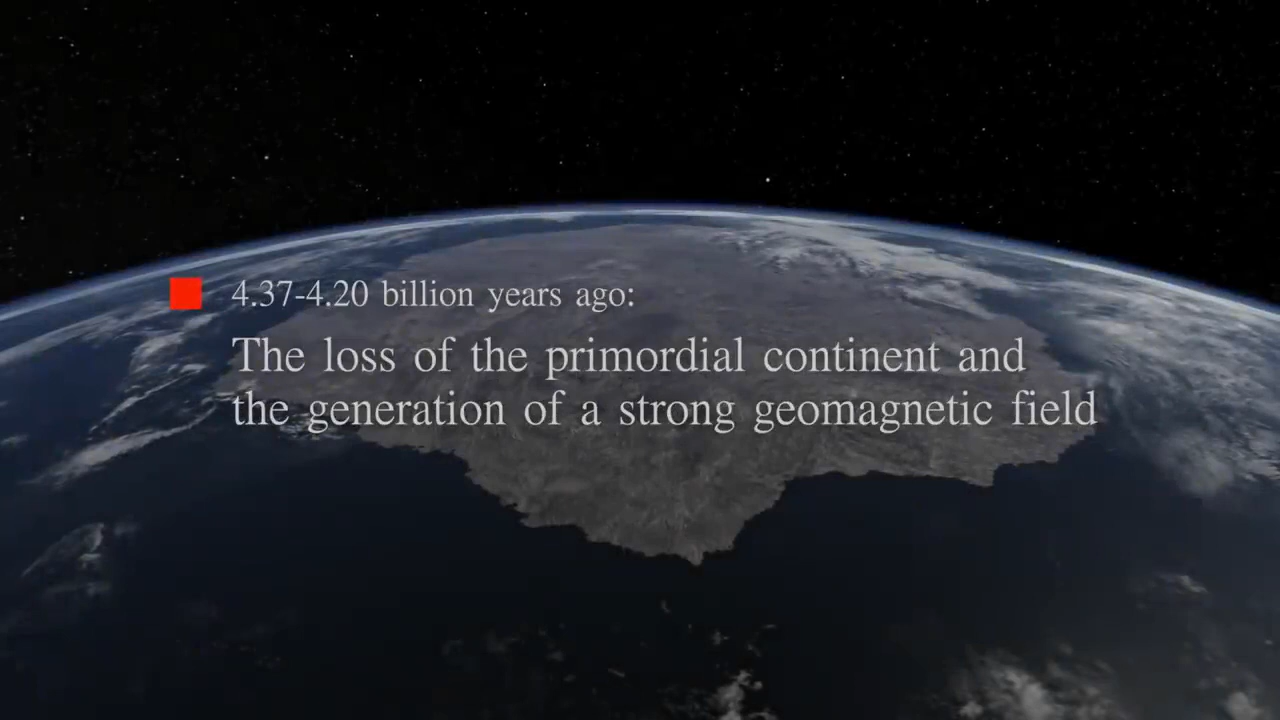 4.37-4.20 billion years ago:
The loss of the primordial continent and
the generation of a strong geomagnetic field